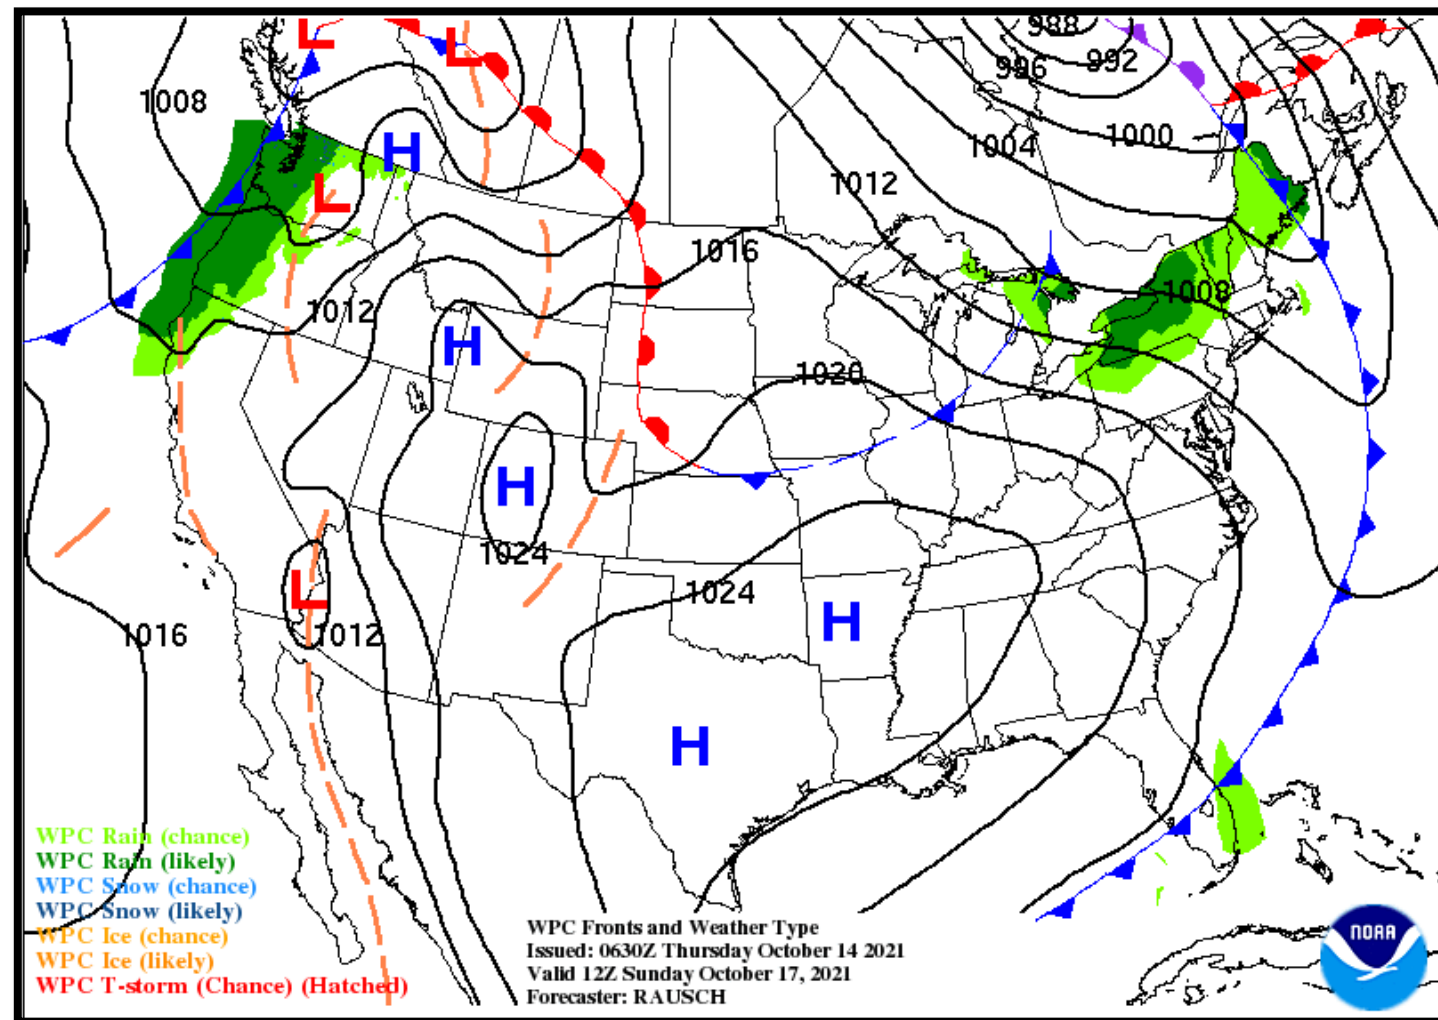 L
L
988
996
992
1008
1000
1004
H
1012
L
1016
1008
1012
H
1020
H
1024
1024
L
H
1016
1012
H
WPC Rain (chance)
WPC Rain (likely)
WPC Snow (chance)
WPC Snow (likely)
WPC Ice (chance)
WPC Ice (likely)
WPC T-storm (Chance) (Hatched)
WPC Fronts and Weather Type
Issued: 0630Z Thursday October 14 2021
Valid 12Z Sunday October 17, 2021
Forecaster: RAUSCH
NOAA